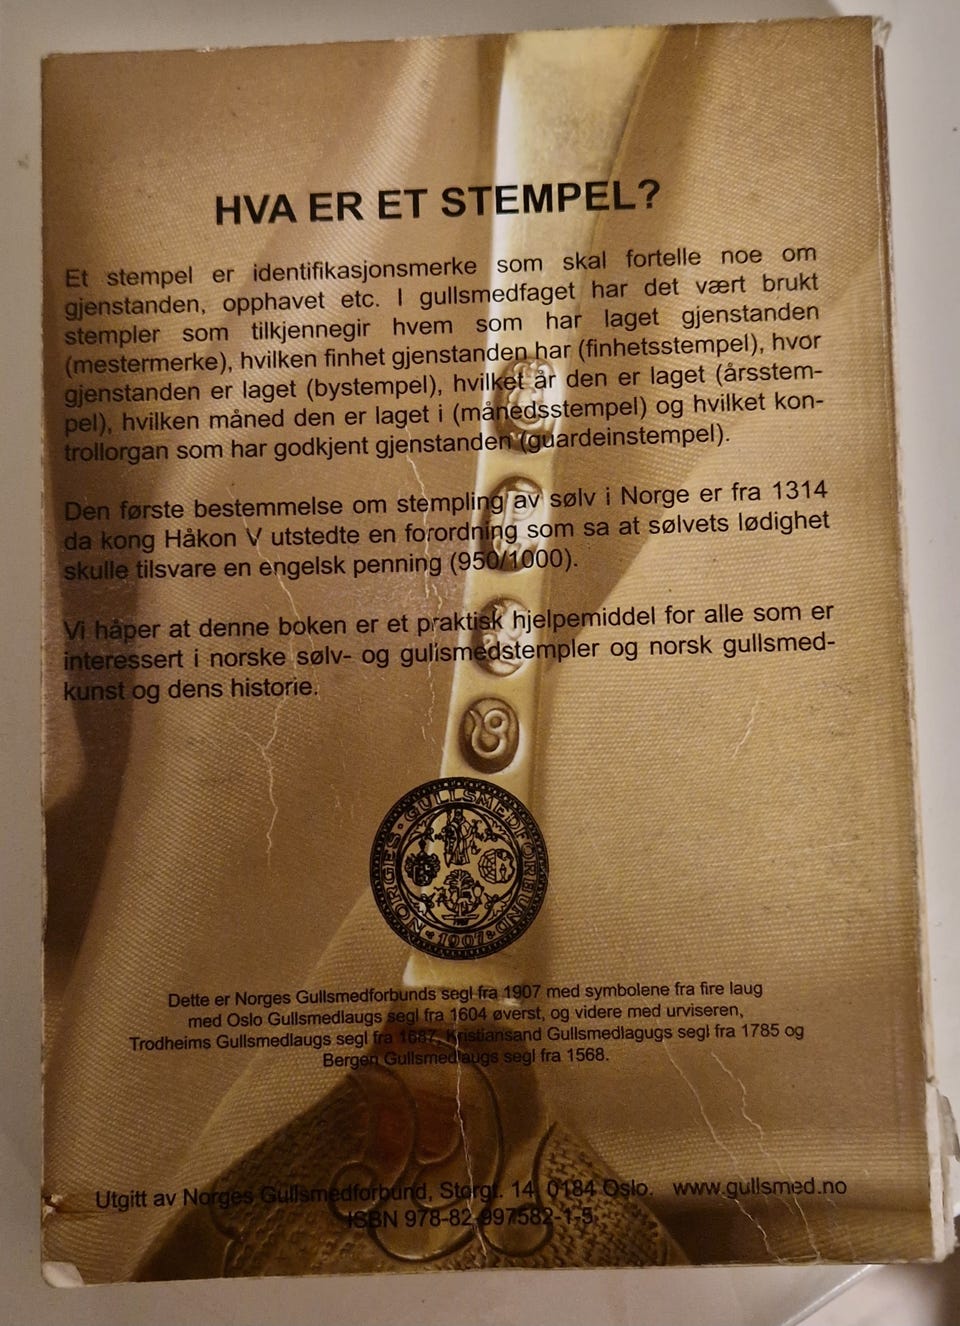 HVA ER ET STEMPEL?
Et stempel er identifikasjonsmerke som skal fortelle noe om
gjenstanden, opphavet etc. I gullsmedfaget har det vært brukt
stempler som tilkjennegir hvem som har laget gjenstanden
(mestermerke), hvilken finhet gjenstanden har (finhetsstempel), hvor
gjenstanden er laget (bystempel), hvilket år den er laget (årsstem-
pel), hvilken måned den er laget i (månedsstempel) og hvilket kon-
trollorgan som har godkjent gjenstanden (guardeinstempel).
Den første bestemmelse om stempling av sølv i Norge er fra 1314
da kong Håkon V utstedte en forordning som sa at sølvets lødighet
skulle tilsvare en engelsk penning (950/1000).
Vi håper at denne boken er et praktisk hjelpemiddel for alle som er
interessert i norske sølv- og gullsmedstempler og norsk gullsmed-
kunst og dens historie.
NORGES · GULLSMEDFORBUND
1907
Dette er Norges Gullsmedforbunds segl fra 1907 med symbolene fra fire laug
med Oslo Gullsmedlaugs segl fra 1604 øverst, og videre med urviseren,
Trodheims Gullsmedlaugs segl fra 1687, Kristiansand Gullsmedlagugs segl fra 1785 og
Bergen Gullsmedlaugs segl fra 1568.
Utgitt av Norges Gullsmedforbund, Storgt. 14, 0184 Oslo. www.gullsmed.no
ISBN 978-82-997582-1-5